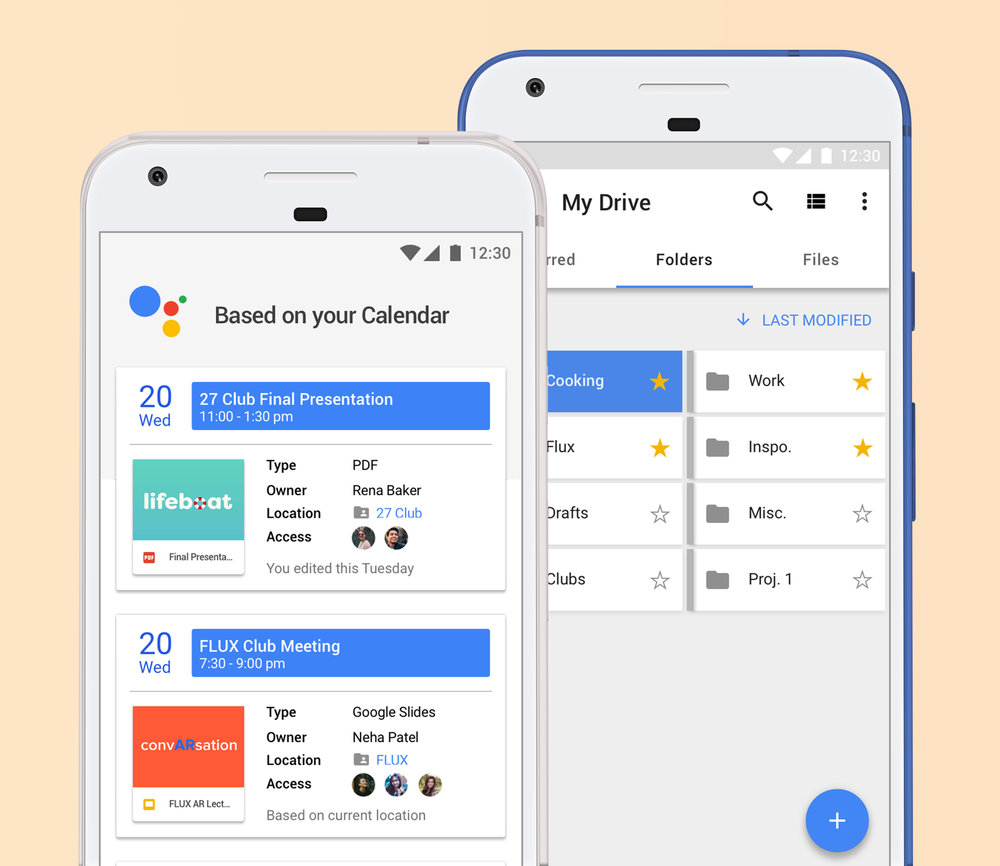 12:30
Based on your Calendar
20
Wed
27 Club Final Presentation
11:00 - 1:30 pm
lifeboat
PDF
Final Presenta...
Type PDF
Owner Rena Baker
Location 27 Club
Access
You edited this Tuesday
20
Wed
FLUX Club Meeting
7:30 - 9:00 pm
convARsation
FLUX AR Lect...
Type Google Slides
Owner Neha Patel
Location FLUX
Access
Based on current location
12:30
My Drive
rred Folders Files
LAST MODIFIED
Cooking Work
Flux Inspo.
Drafts Misc.
Clubs Proj. 1
+